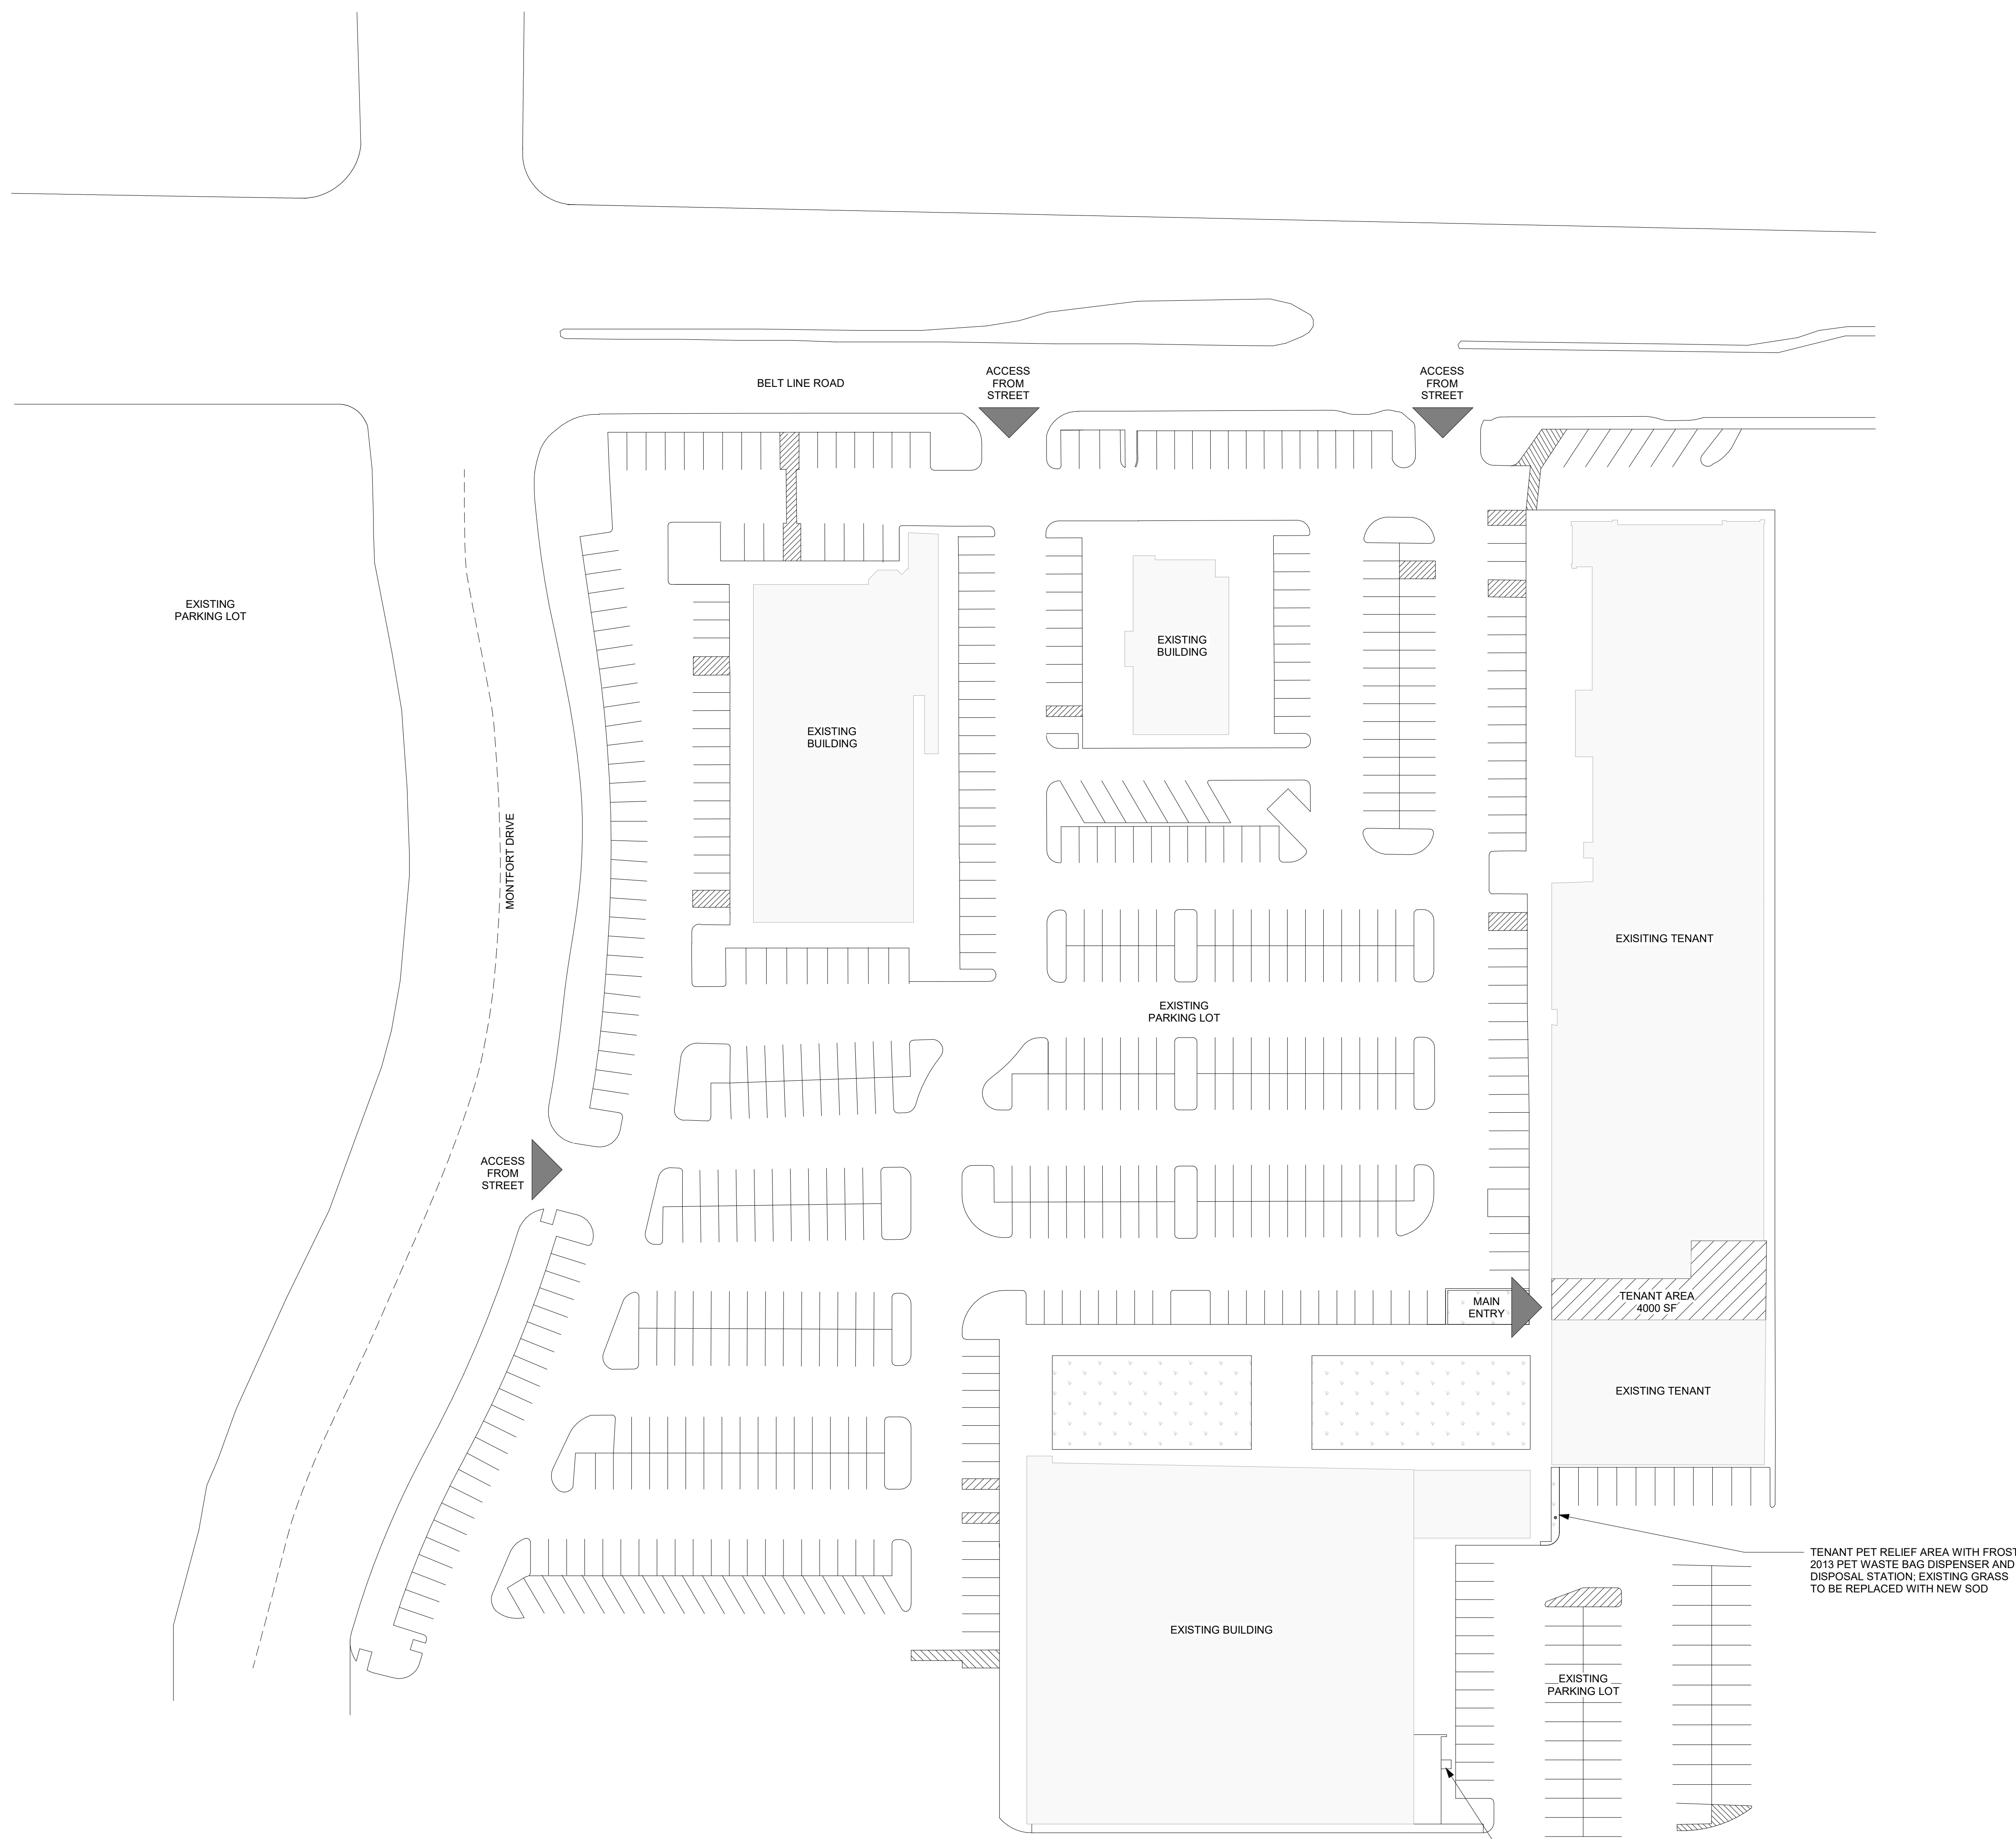 BELT LINE ROAD
ACCESS
FROM
STREET
ACCESS
FROM
STREET
EXISTING
PARKING LOT
EXISTING
BUILDING
EXISTING
BUILDING
MONTFORT DRIVE
EXISITING TENANT
EXISTING
PARKING LOT
ACCESS
FROM
STREET
MAIN
ENTRY
TENANT AREA
4000 SF
EXISTING TENANT
TENANT PET RELIEF AREA WITH FROST
2013 PET WASTE BAG DISPENSER AND
DISPOSAL STATION; EXISTING GRASS
TO BE REPLACED WITH NEW SOD
EXISTING BUILDING
EXISTING
PARKING LOT